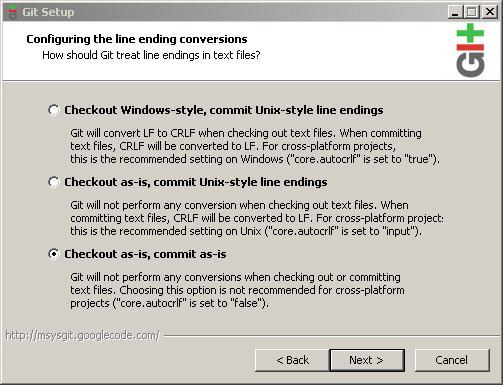 Git Setup
Configuring the line ending conversions
How should Git treat line endings in text files?
Git
Checkout Windows-style, commit Unix-style line endings
Git will convert LF to CRLF when checking out text files. When committing
text files, CRLF will be converted to LF. For cross-platform projects,
this is the recommended setting on Windows ("core.autocrlf" is set to "true").
Checkout as-is, commit Unix-style line endings
Git will not perform any conversion when checking out text files. When
committing text files, CRLF will be converted to LF. For cross-platform project:
this is the recommended setting on Unix ("core.autocrlf" is set to "input").
Checkout as-is, commit as-is
Git will not perform any conversions when checking out or committing
text files. Choosing this option is not recommended for cross-platform
projects ("core.autocrlf" is set to "false").
http://msysgit.googlecode.com/
< Back
Next >
Cancel